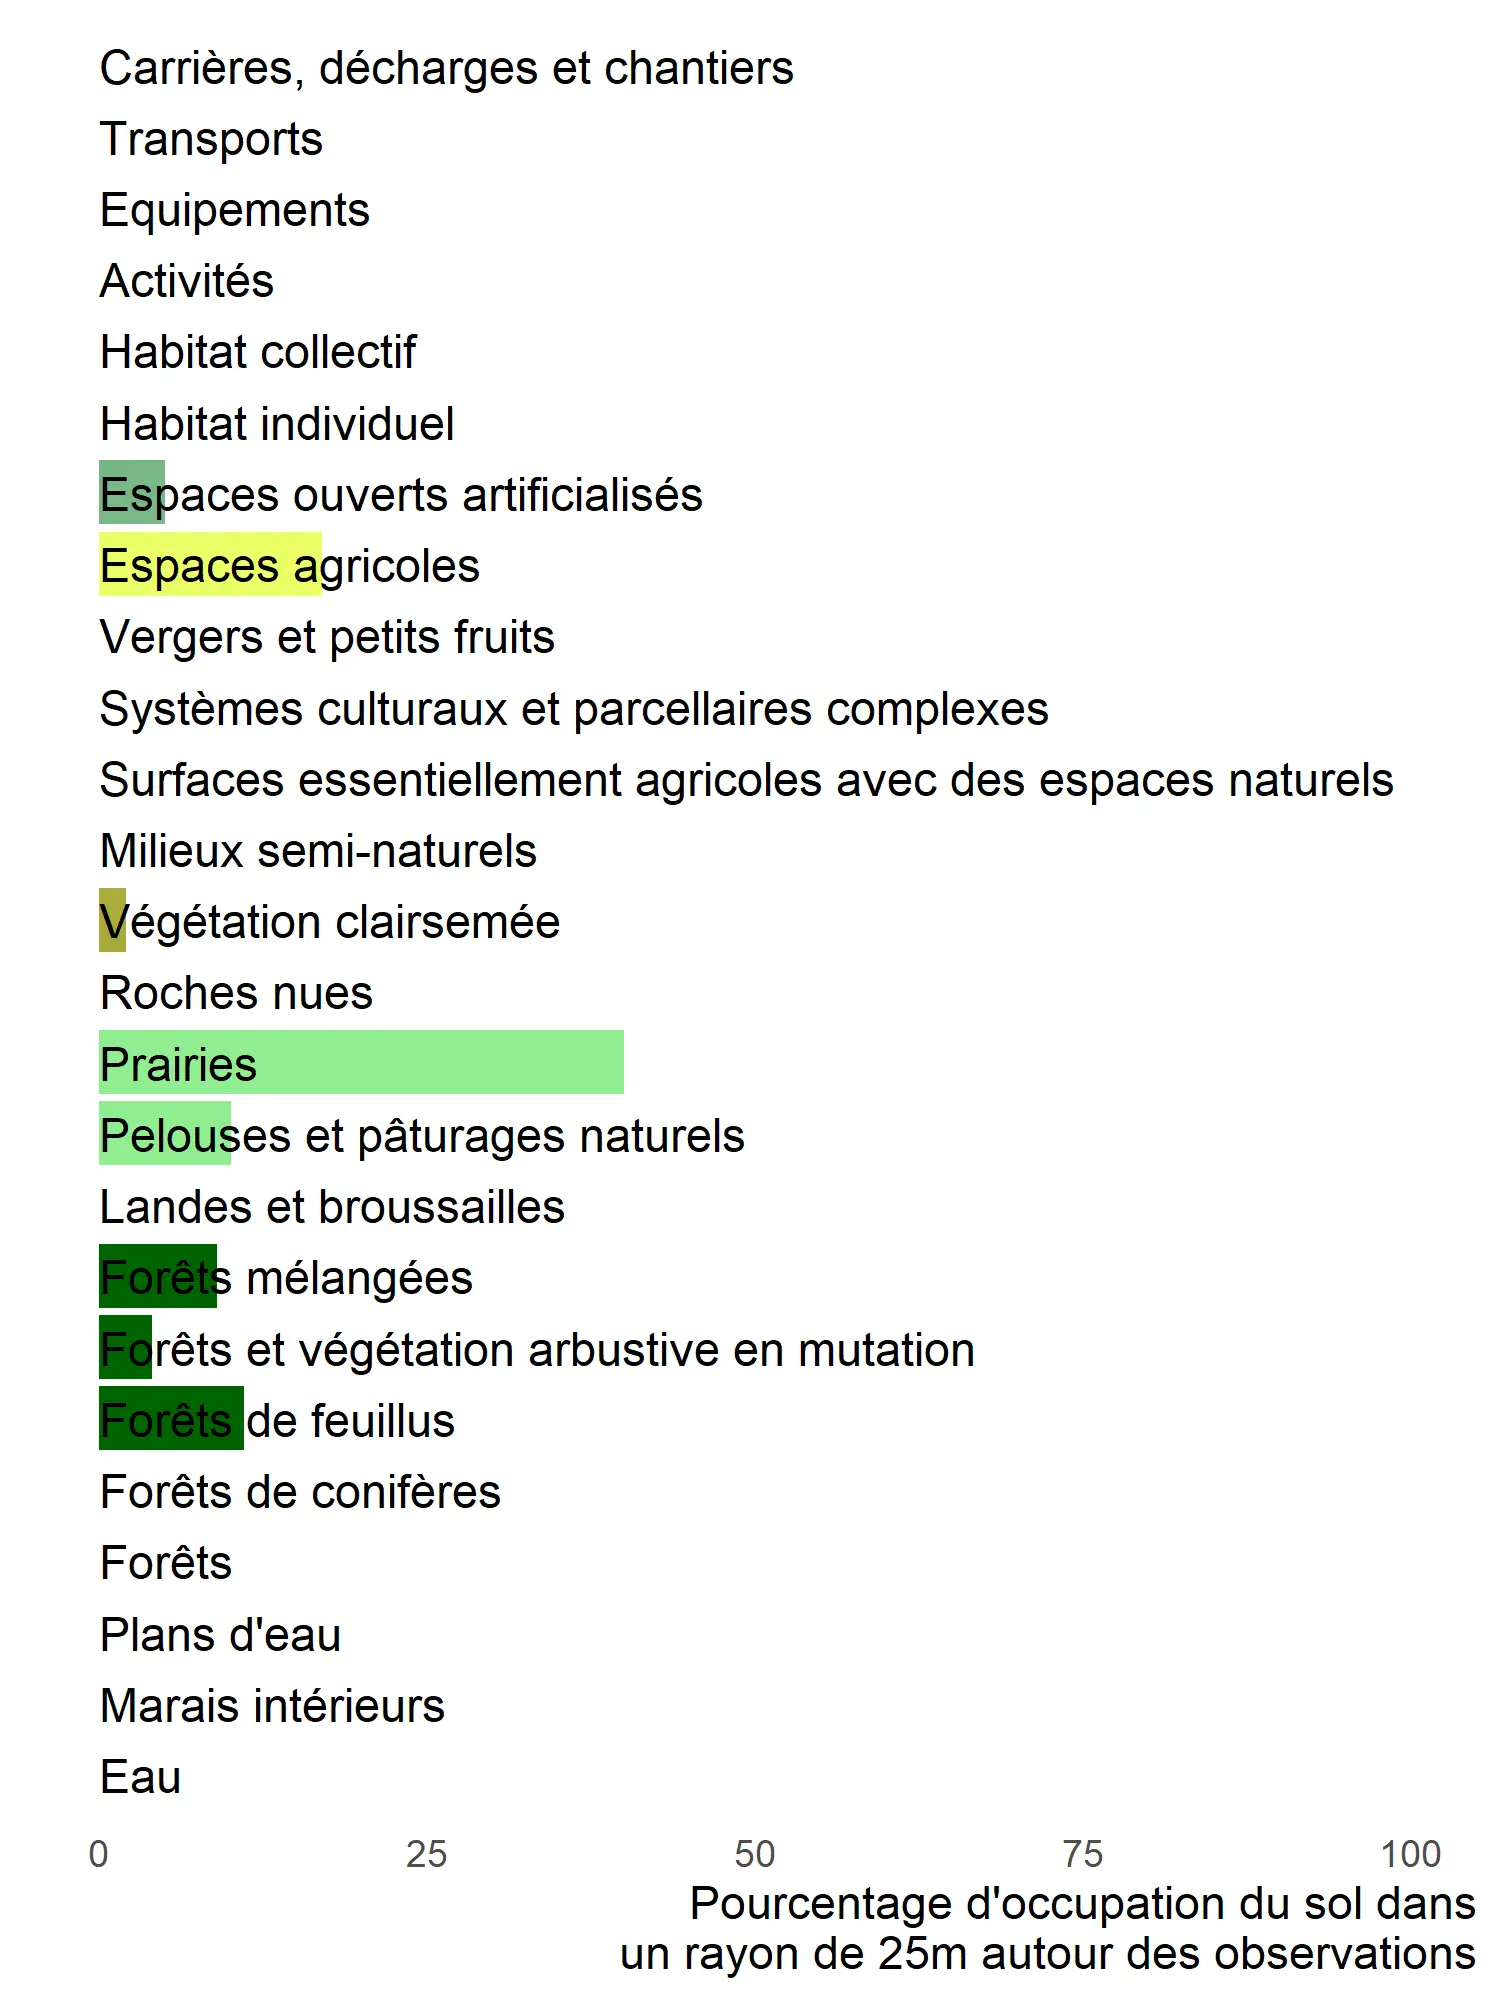 Carrières, décharges et chantiers
Transports
Equipements
Activités
Habitat collectif
Habitat individuel
Espaces ouverts artificialisés
Espaces agricoles
Vergers et petits fruits
Systèmes culturaux et parcellaires complexes
Surfaces essentiellement agricoles avec des espaces naturels
Milieux semi-naturels
Végétation clairsemée
Roches nues
Prairies
Pelouses et pâturages naturels
Landes et broussailles
Forêts mélangées
Forêts et végétation arbustive en mutation
Forêts de feuillus
Forêts de conifères
Forêts
Plans d'eau
Marais intérieurs
Eau
0 25 50 75 100
Pourcentage d'occupation du sol dans
un rayon de 25m autour des observations